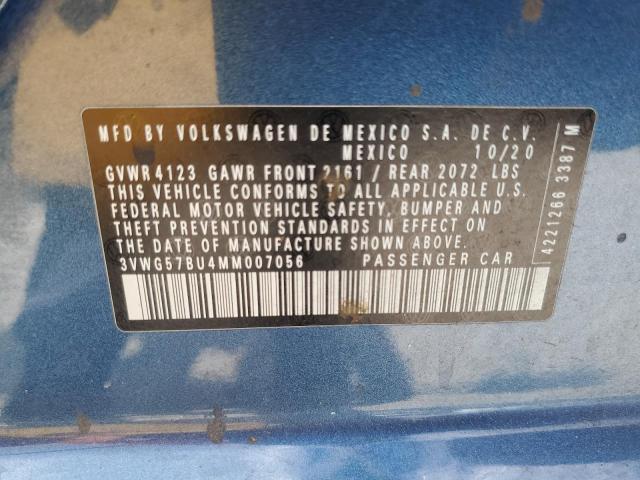 MFD BY VOLKSWAGEN DE MEXICO S.A. DE C.V.
MEXICO 10/20
GVWR 4123 GAWR FRONT 2161 / REAR 2072 LBS
THIS VEHICLE CONFORMS TO ALL APPLICABLE U.S.
FEDERAL MOTOR VEHICLE SAFETY, BUMPER AND
THEFT PREVENTION STANDARDS IN EFFECT ON
THE DATE OF MANUFACTURE SHOWN ABOVE.
3VWG57BU4MM007056 PASSENGER CAR
4221266 3387 M